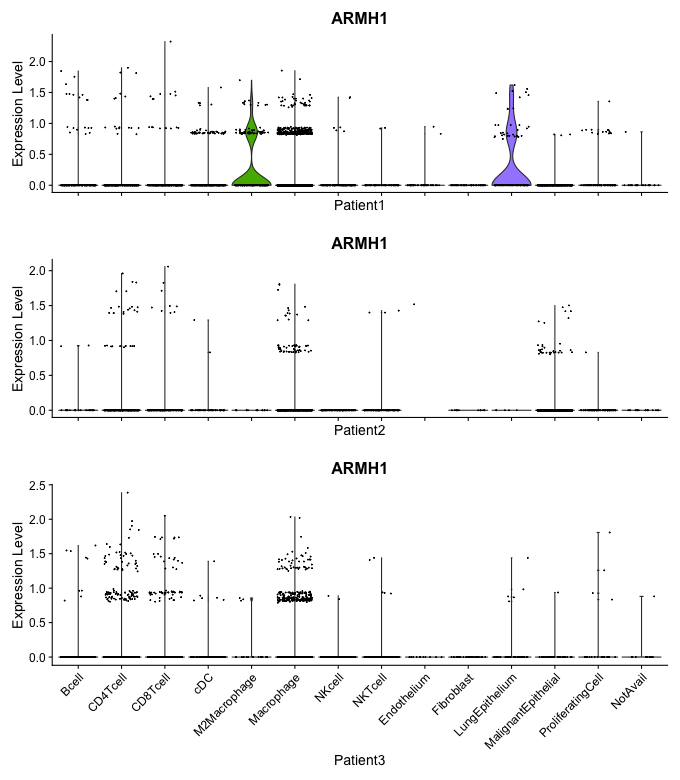 ARMH1
Expression Level
2.0
1.5
1.0
0.5
0.0
Patient1
ARMH1
Expression Level
2.0
1.5
1.0
0.5
0.0
Patient2
ARMH1
Expression Level
2.5
2.0
1.5
1.0
0.5
0.0
Bcell
CD4Tcell
CD8Tcell
cDC
M2Macrophage
Macrophage
NKcell
NKTcell
Endothelium
Fibroblast
LungEpithelium
MalignantEpithelial
ProliferatingCell
NotAvail
Patient3